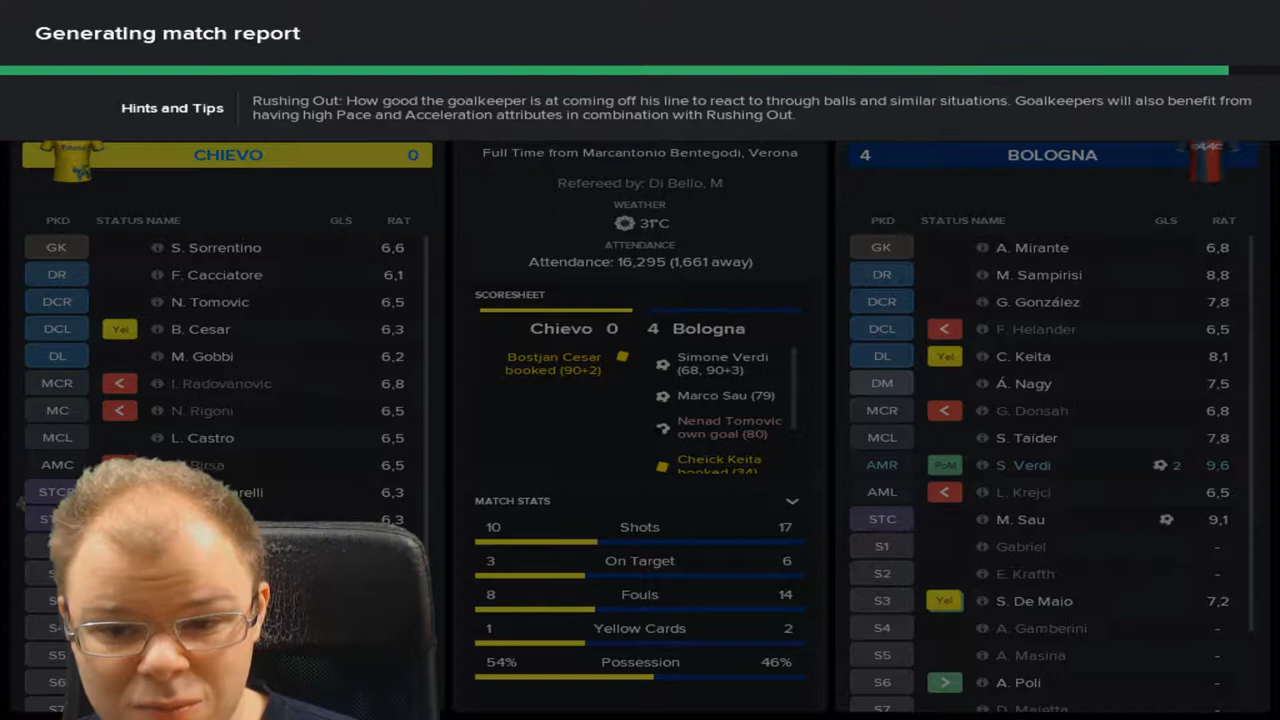 Generating match report
Hints and Tips
Rushing Out: How good the goalkeeper is at coming off his line to react to through balls and similar situations. Goalkeepers will also benefit from
having high Pace and Acceleration attributes in combination with Rushing Out.
CHIEVO 0
PKD STATUS NAME GLS RAT
GK S. Sorrentino 6,6
DR F. Cacciatore 6,1
DCR N. Tomovic 6,5
DCL Yel B. Cesar 6,3
DL M. Gobbi 6,2
MCR < I. Radovanovic 6,8
MC < N. Rigoni 6,5
MCL L. Castro 6,5
AMC Birsa 6,5
6,3
6,3
S5
S6
S7
Full Time from Marcantonio Bentegodi, Verona
Refereed by: Di Bello, M
WEATHER
31°C
ATTENDANCE
Attendance: 16,295 (1,661 away)
SCORESHEET
Chievo 0 4 Bologna
Bostjan Cesar
booked (90+2)
Simone Verdi
(68, 90+3)
Marco Sau (79)
Nenad Tomovic
own goal (80)
Cheick Keita
booked (34)
MATCH STATS
10 Shots 17
3 On Target 6
8 Fouls 14
1 Yellow Cards 2
54% Possession 46%
4 BOLOGNA
PKD STATUS NAME GLS RAT
GK A. Mirante 6,8
DR M. Sampirisi 8,8
DCR G. González 7,8
DCL < F. Helander 6,5
DL Yel C. Keita 8,1
DM Á. Nagy 7,5
MCR < G. Donsah 6,8
MCL S. Taïder 7,8
AMR PoM S. Verdi 2 9,6
AML < L. Krejcí 6,5
STC M. Sau 9,1
S1 Gabriel -
S2 E. Krafth -
S3 Yel S. De Maio 7,2
S4 A. Gamberini -
S5 A. Masina -
S6 > A. Poli -
S7 D. Maietta -